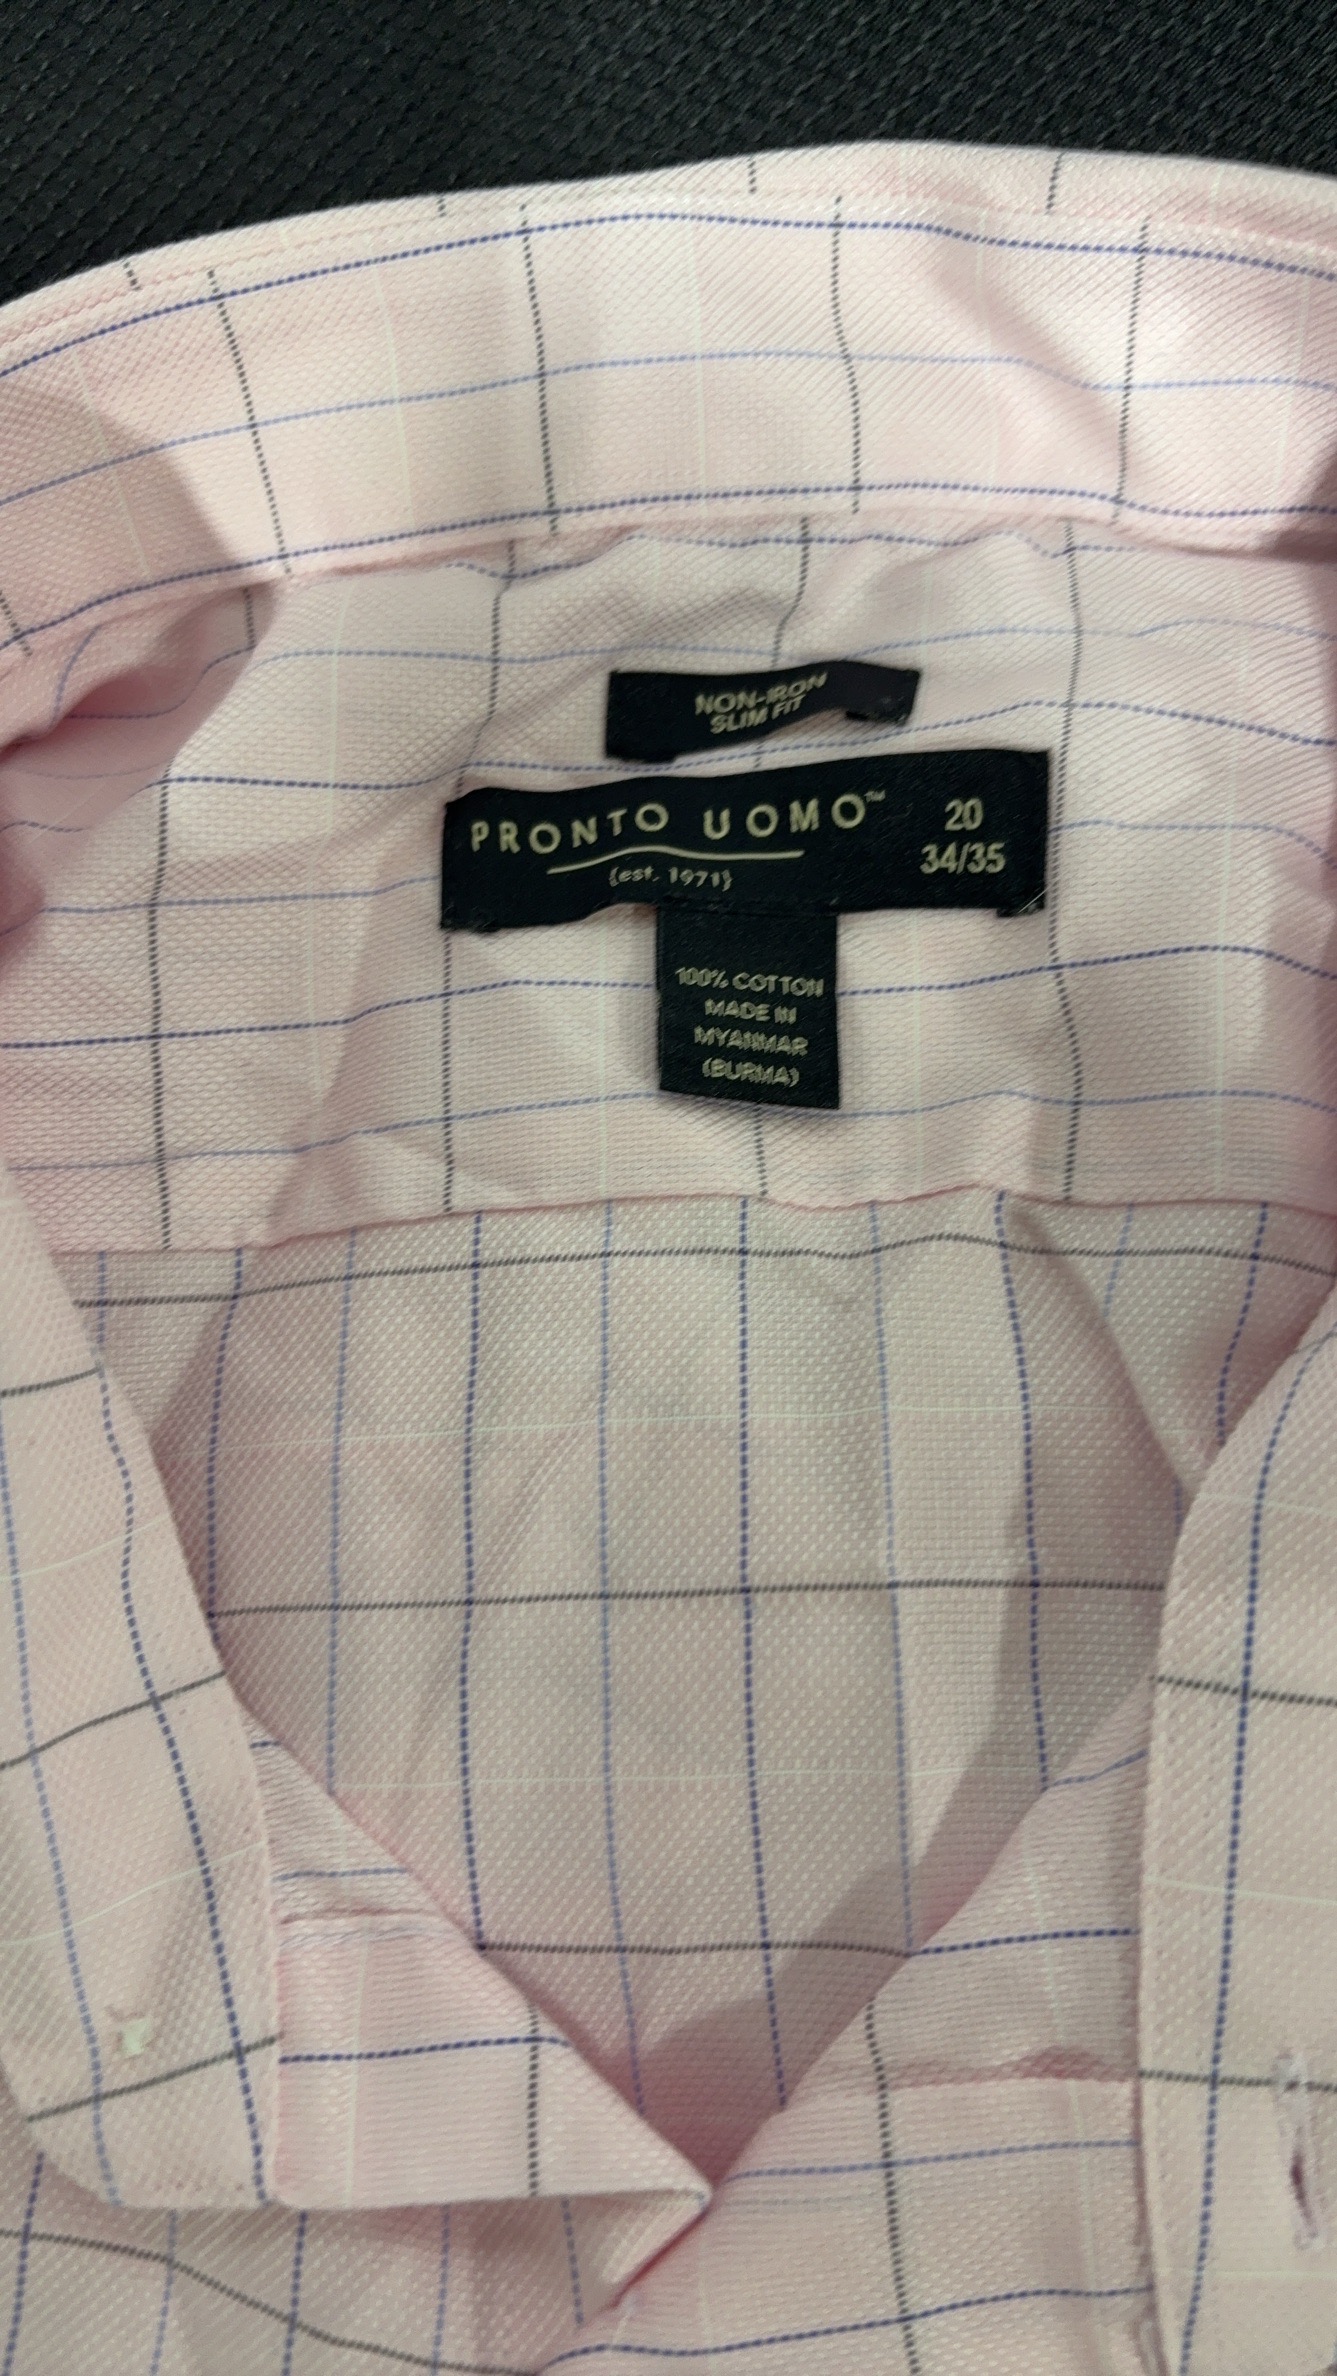 NON-IRON
SLIM FIT
PRONTO UOMO™
{est. 1971}
20
34/35
100% COTTON
MADE IN
MYANMAR
(BURMA)